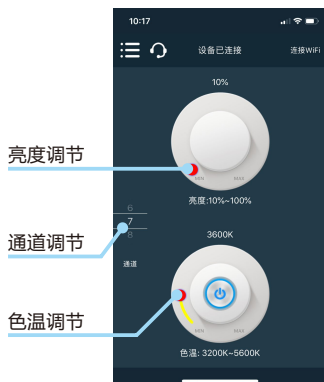 10:17
设备已连接
连接WiFi
10%
亮度调节
MIN MAX
亮度:10%~100%
6
7
8
通道调节
通道
3600K
色温调节
MIN MAX
色温: 3200K~5600K